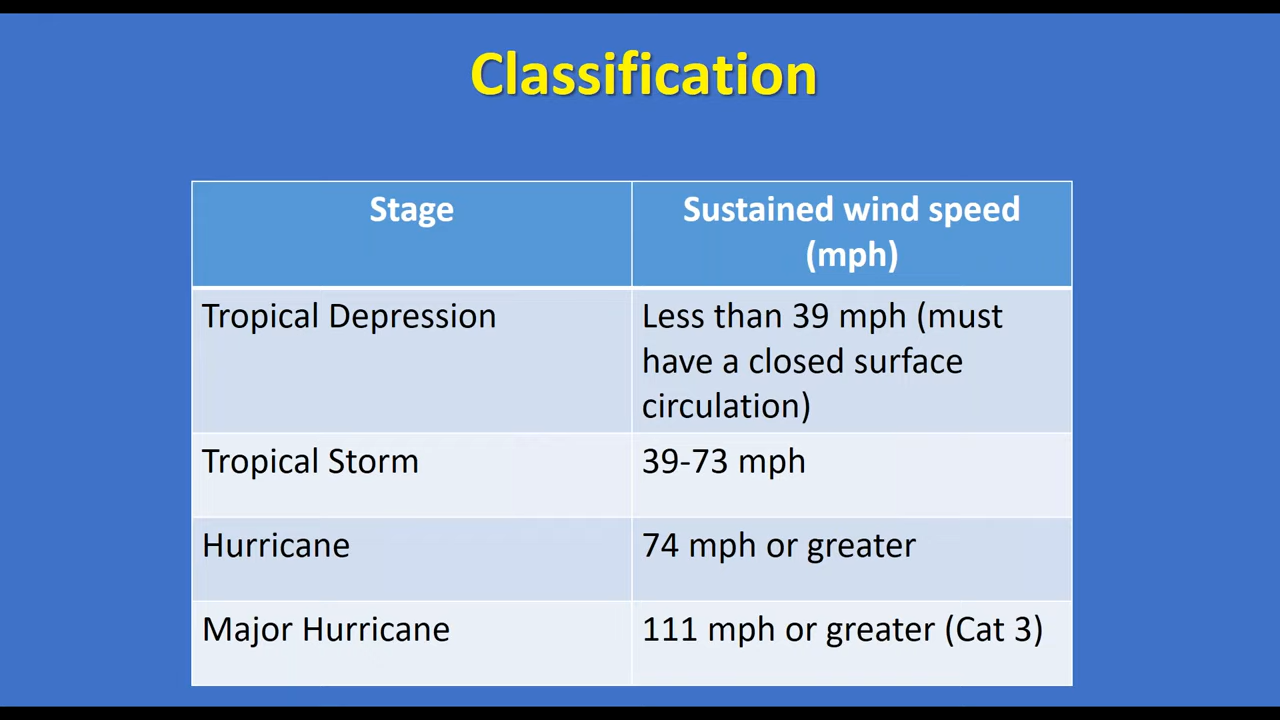 Classification
Stage
Sustained wind speed
(mph)
Tropical Depression
Less than 39 mph (must
have a closed surface
circulation)
Tropical Storm
39-73 mph
Hurricane
74 mph or greater
Major Hurricane
111 mph or greater (Cat 3)